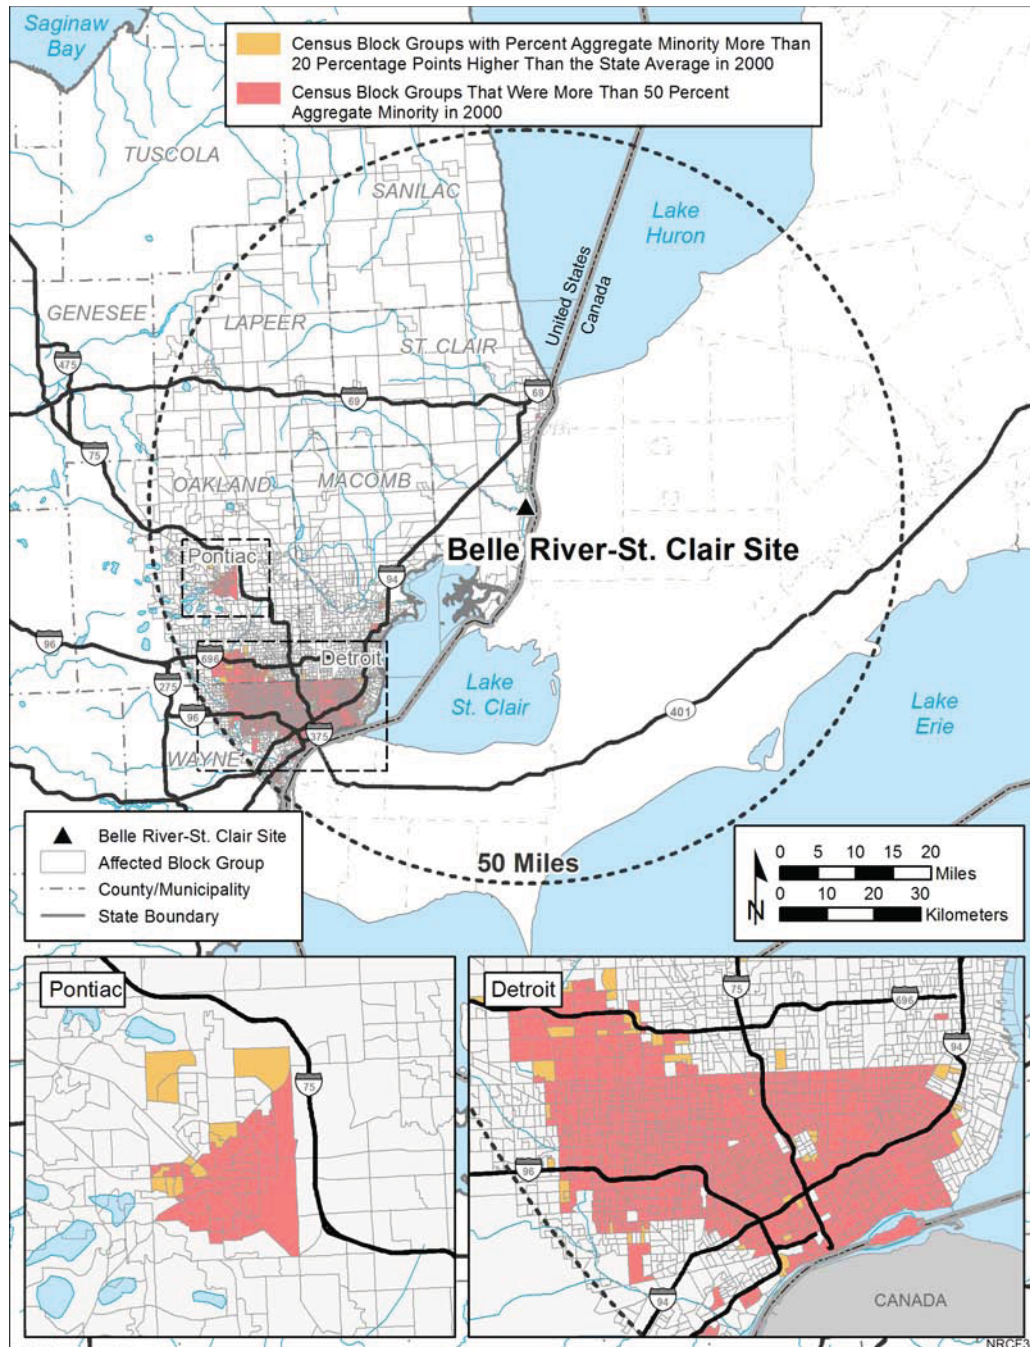 Saginaw
Bay
Census Block Groups with Percent Aggregate Minority More Than
20 Percentage Points Higher Than the State Average in 2000
Census Block Groups That Were More Than 50 Percent
Aggregate Minority in 2000
TUSCOLA
SANILAC
Lake
Huron
United States
Canada
GENESEE
LAPEER
ST. CLAIR
475
69
69
75
OAKLAND
MACOMB
Belle River-St. Clair Site
Pontiac
94
96
696
Detroit
275
Lake
St. Clair
Lake
Erie
96
375
401
WAYNE
Belle River-St. Clair Site
Affected Block Group
County/Municipality
State Boundary
50 Miles
0 5 10 15 20
Miles
0 10 20 30
Kilometers
N
Pontiac
75
Detroit
75
696
94
96
94
CANADA
NRCF3